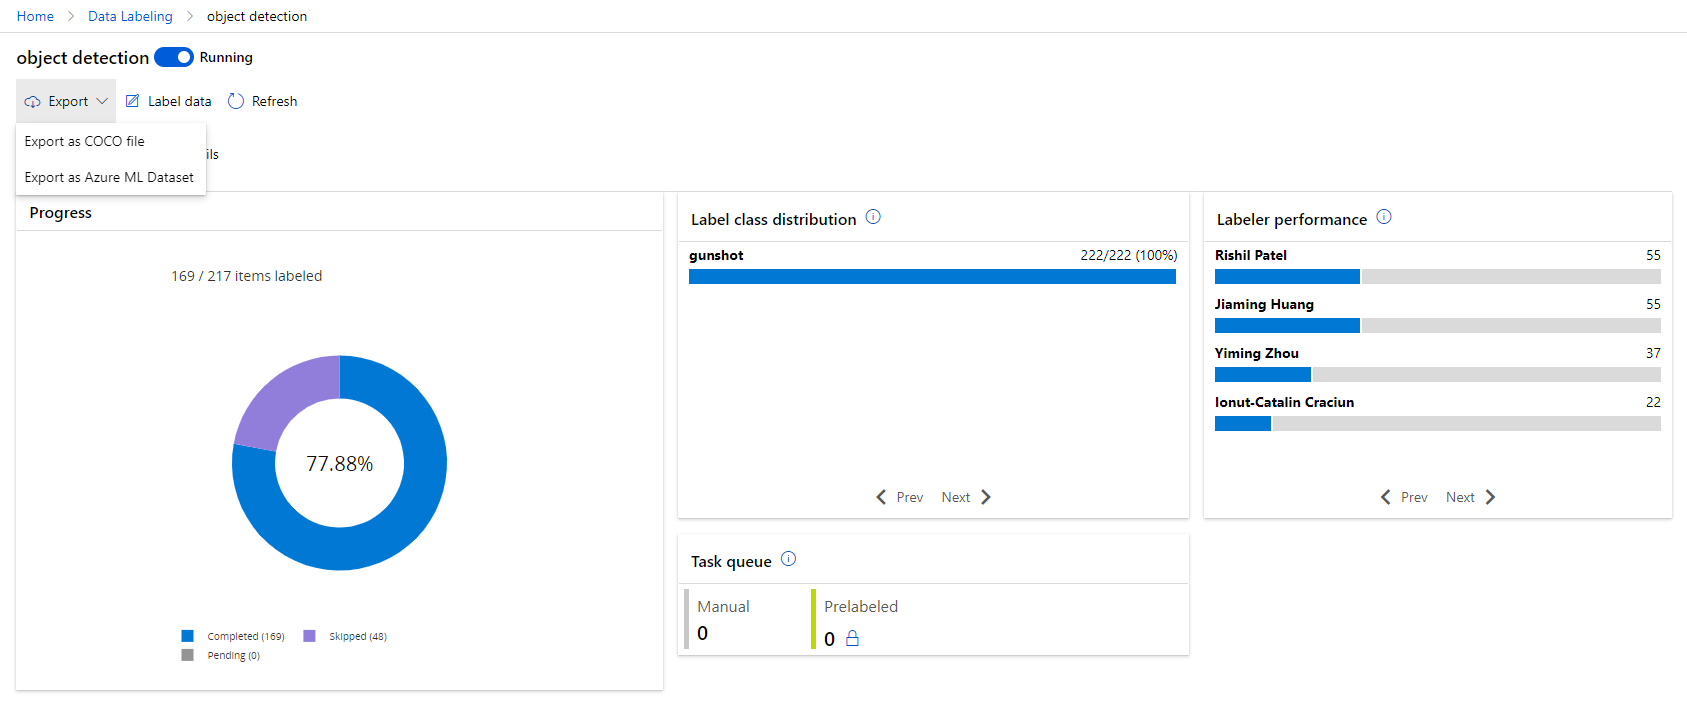 Home > Data Labeling > object detection
object detection Running
Export Label data Refresh
Export as COCO file
ils
Export as Azure ML Dataset
Progress
169 / 217 items labeled
77.88%
Completed (169) Skipped (48)
Pending (0)
Label class distribution
gunshot 222/222 (100%)
Prev Next
Task queue
Manual Prelabeled
0 0
Labeler performance
Rishil Patel 55
Jiaming Huang 55
Yiming Zhou 37
Ionut-Catalin Craciun 22
Prev Next